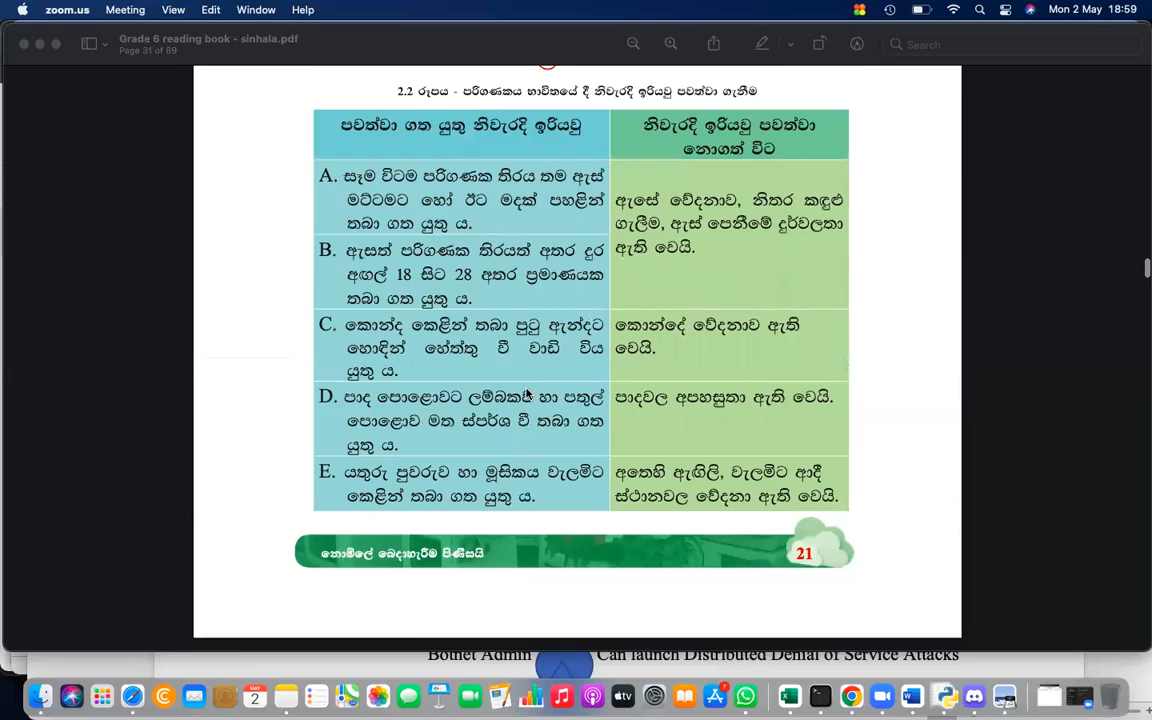 zoom.us Meeting View Edit Window Help Mon 2 May 18:59
Grade 6 reading book - sinhala.pdf
Page 31 of 89
Search
2.2 රූපය - පරිගණකය භාවිතයේ දී නිවැරදි ඉරියවු පවත්වා ගැනීම
පවත්වා ගත යුතු නිවැරදි ඉරියවු
නිවැරදි ඉරියවු පවත්වා
නොගත් විට
A. සෑම විටම පරිගණක තිරය තම ඇස්
මට්ටමට හෝ ඊට මදක් පහළින්
තබා ගත යුතු ය.
B. ඇසත් පරිගණක තිරයත් අතර දුර
අඟල් 18 සිට 28 අතර ප්‍රමාණයක
තබා ගත යුතු ය.
ඇසේ වේදනාව, නිතර කඳුළු
ගැලීම, ඇස් පෙනීමේ දුර්වලතා
ඇති වෙයි.
C. කොන්ද කෙළින් තබා පුටු ඇන්දට
හොඳින් හේත්තු වී වාඩි විය
යුතු ය.
කොන්දේ වේදනාව ඇති
වෙයි.
D. පාද පොළොවට ලම්බකව හා පතුල්
පොළොව මත ස්පර්ශ වී තබා ගත
යුතු ය.
පාදවල අපහසුතා ඇති වෙයි.
E. යතුරු පුවරුව හා මූසිකය වැලමිට
කෙළින් තබා ගත යුතු ය.
අතෙහි ඇඟිලි, වැලමිට ආදී
ස්ථානවල වේදනා ඇති වෙයි.
නොමිලේ බෙදාහැරීම පිණිසයි
21
Botnet Admin Can launch Distributed Denial of Service Attacks